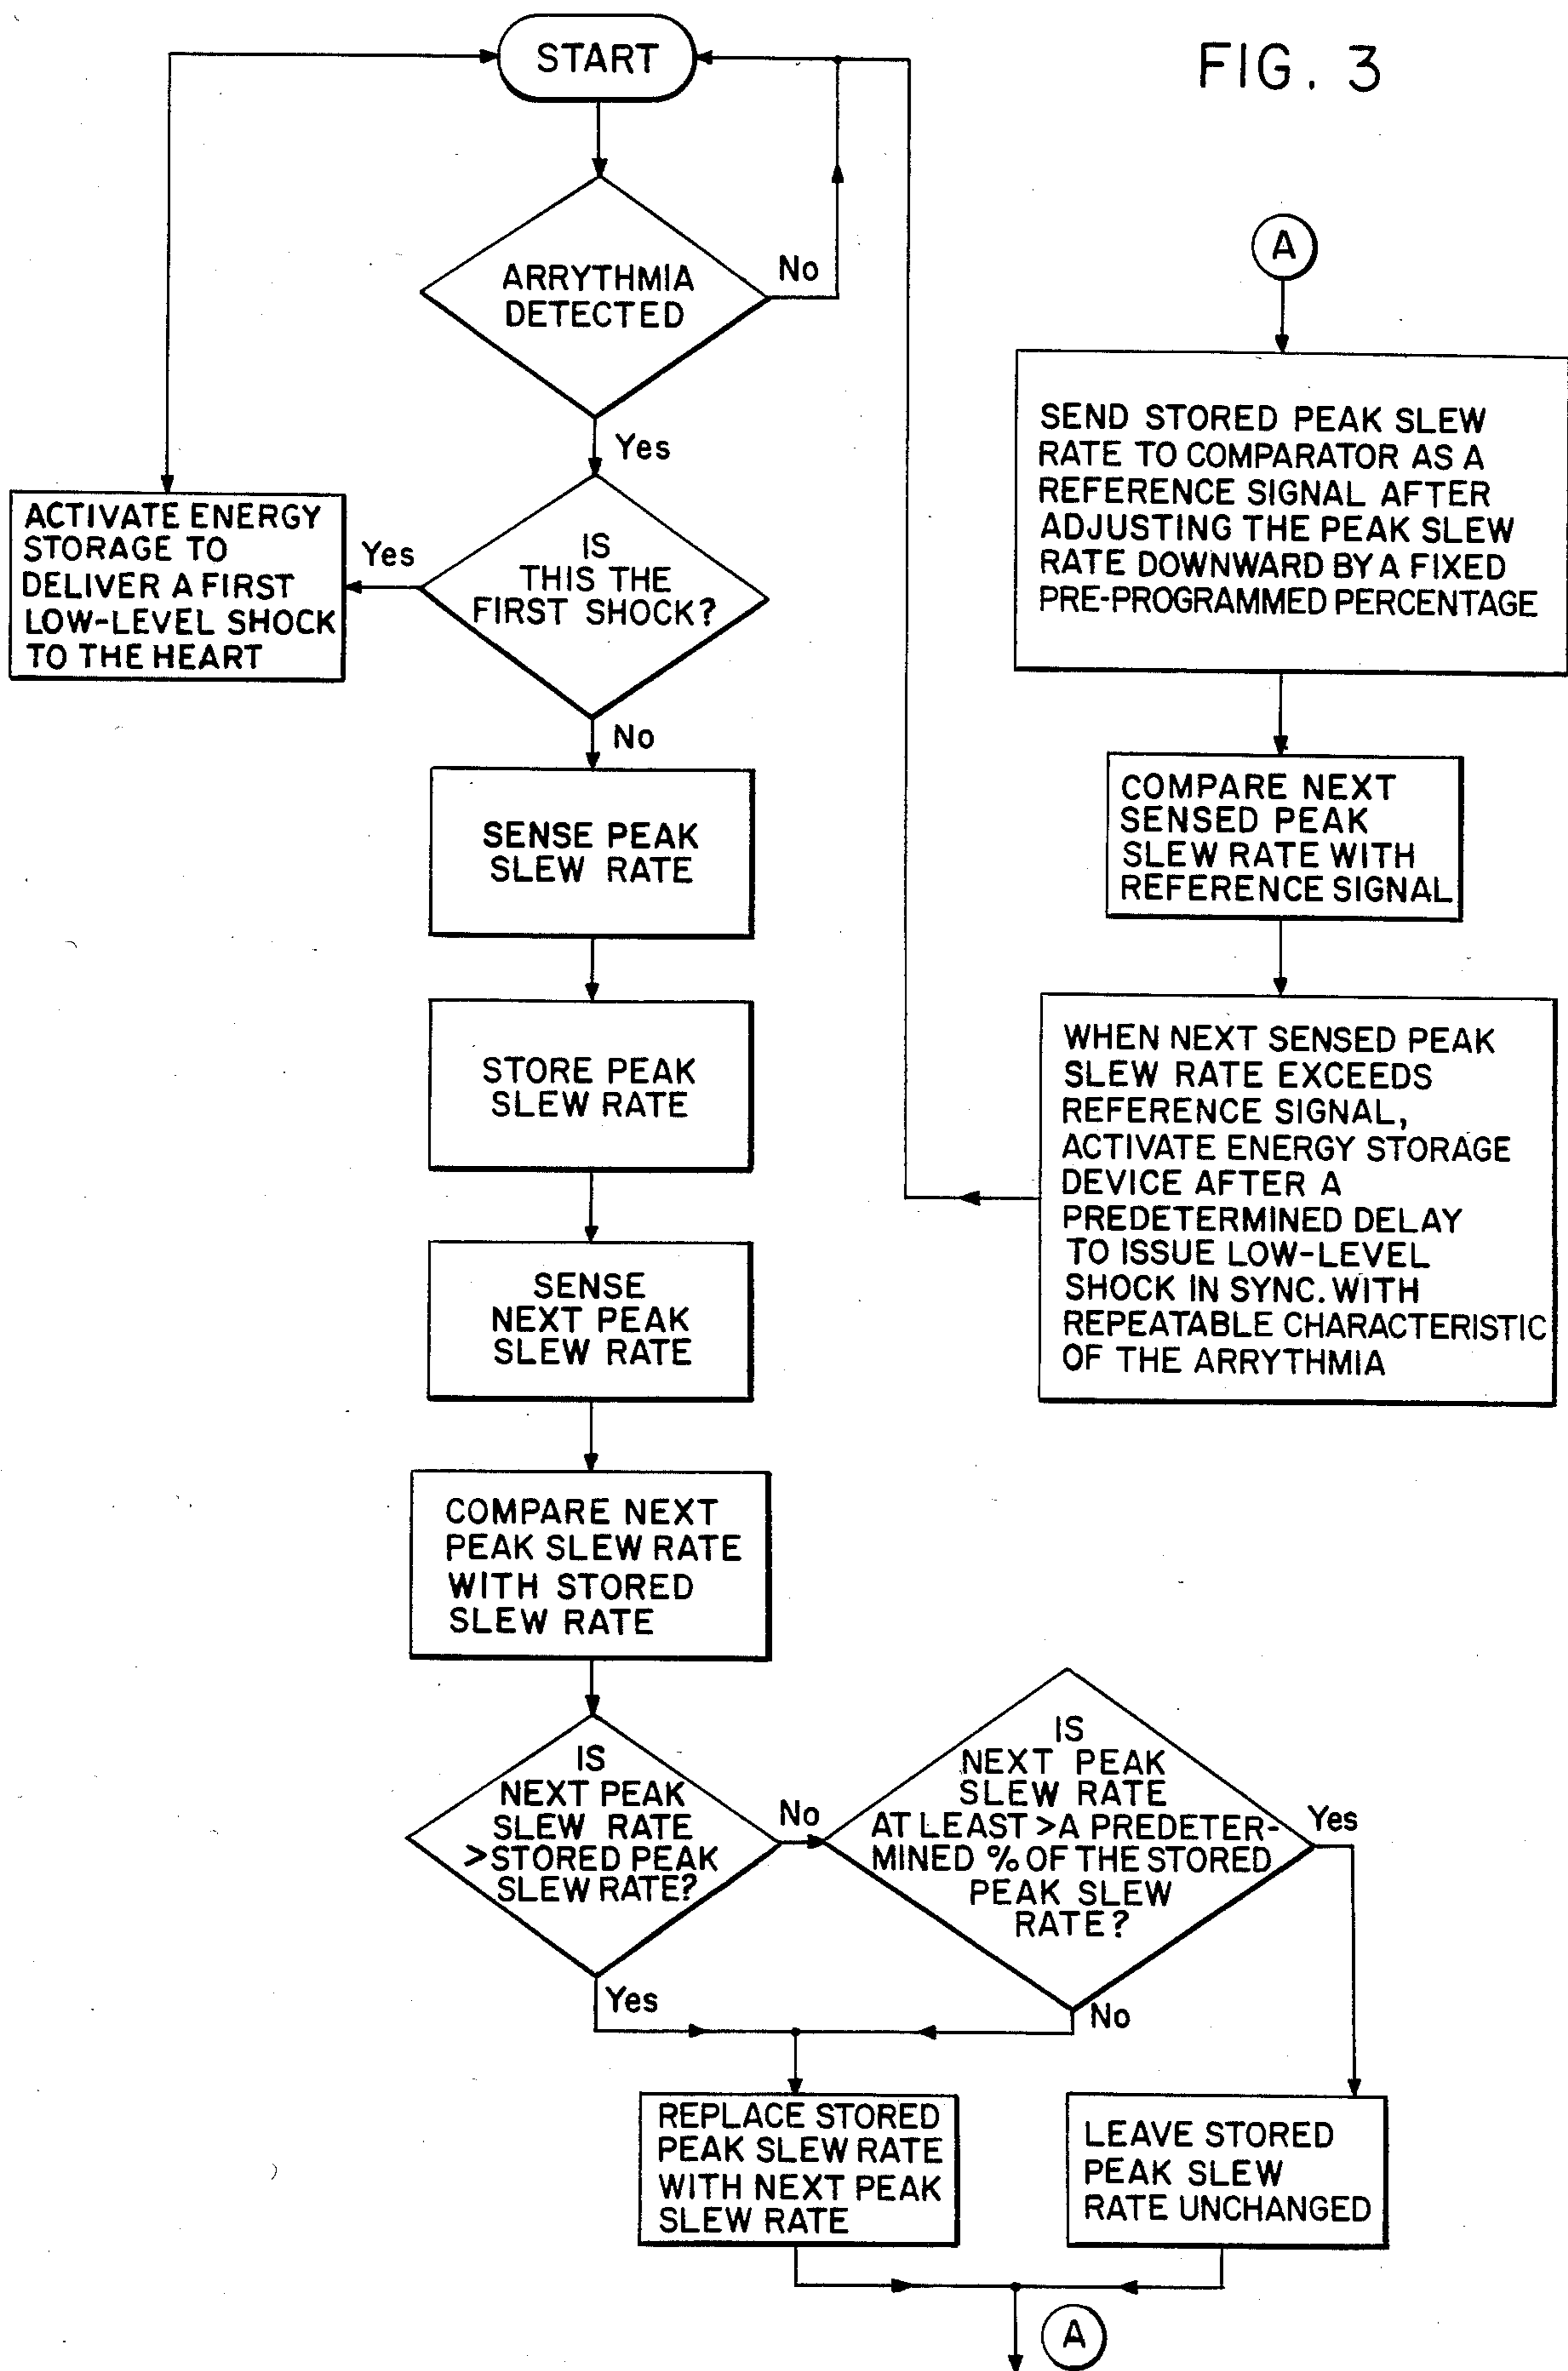 FIG. 3
START
ARRYTHMIA
DETECTED
No
Yes
IS
THIS THE
FIRST SHOCK?
Yes
ACTIVATE ENERGY
STORAGE TO
DELIVER A FIRST
LOW-LEVEL SHOCK
TO THE HEART
No
SENSE PEAK
SLEW RATE
STORE PEAK
SLEW RATE
SENSE
NEXT PEAK
SLEW RATE
COMPARE NEXT
PEAK SLEW RATE
WITH STORED
SLEW RATE
IS
NEXT PEAK
SLEW RATE
>STORED PEAK
SLEW RATE?
No
Yes
IS
NEXT PEAK
SLEW RATE
AT LEAST >A PREDETER-
MINED % OF THE STORED
PEAK SLEW
RATE?
Yes
No
REPLACE STORED
PEAK SLEW RATE
WITH NEXT PEAK
SLEW RATE
LEAVE STORED
PEAK SLEW
RATE UNCHANGED
A
A
SEND STORED PEAK SLEW
RATE TO COMPARATOR AS A
REFERENCE SIGNAL AFTER
ADJUSTING THE PEAK SLEW
RATE DOWNWARD BY A FIXED
PRE-PROGRAMMED PERCENTAGE
COMPARE NEXT
SENSED PEAK
SLEW RATE WITH
REFERENCE SIGNAL
WHEN NEXT SENSED PEAK
SLEW RATE EXCEEDS
REFERENCE SIGNAL,
ACTIVATE ENERGY STORAGE
DEVICE AFTER A
PREDETERMINED DELAY
TO ISSUE LOW-LEVEL
SHOCK IN SYNC. WITH
REPEATABLE CHARACTERISTIC
OF THE ARRYTHMIA